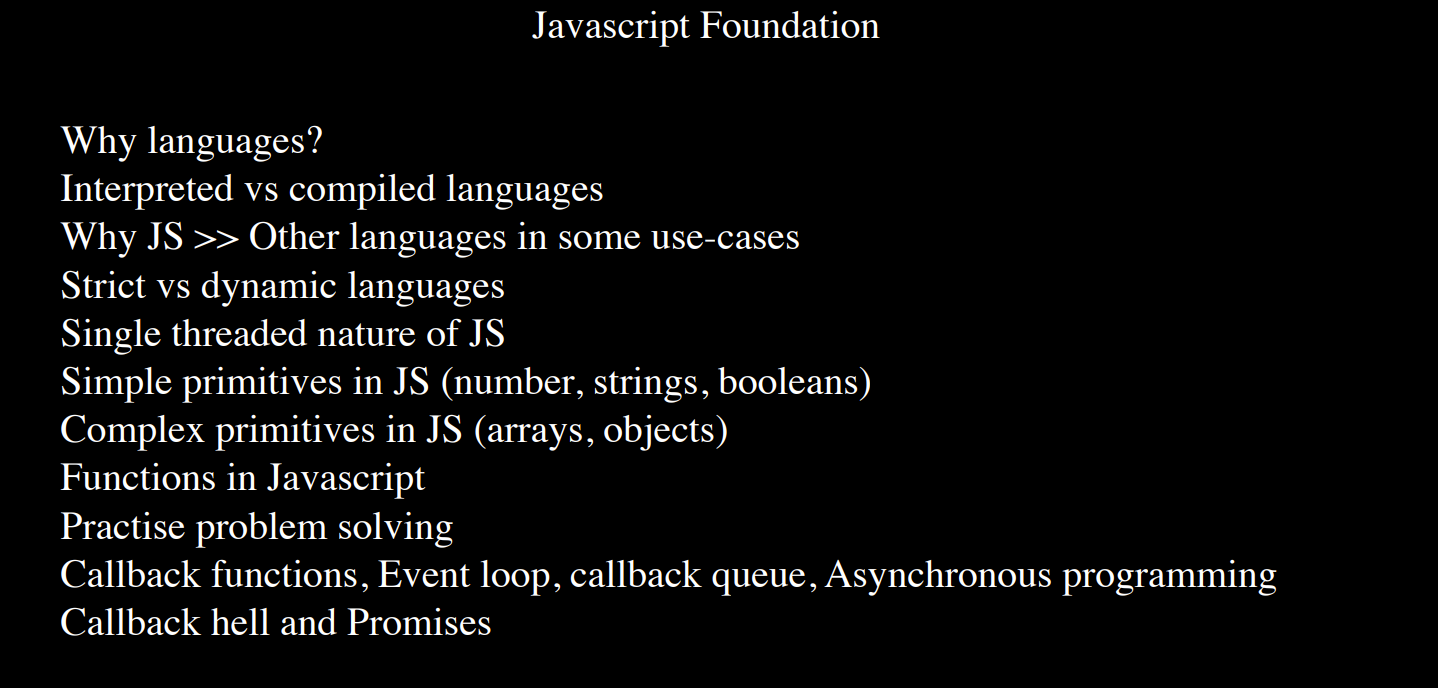 Javascript Foundation
Why languages?
Interpreted vs compiled languages
Why JS >> Other languages in some use-cases
Strict vs dynamic languages
Single threaded nature of JS
Simple primitives in JS (number, strings, booleans)
Complex primitives in JS (arrays, objects)
Functions in Javascript
Practise problem solving
Callback functions, Event loop, callback queue, Asynchronous programming
Callback hell and Promises